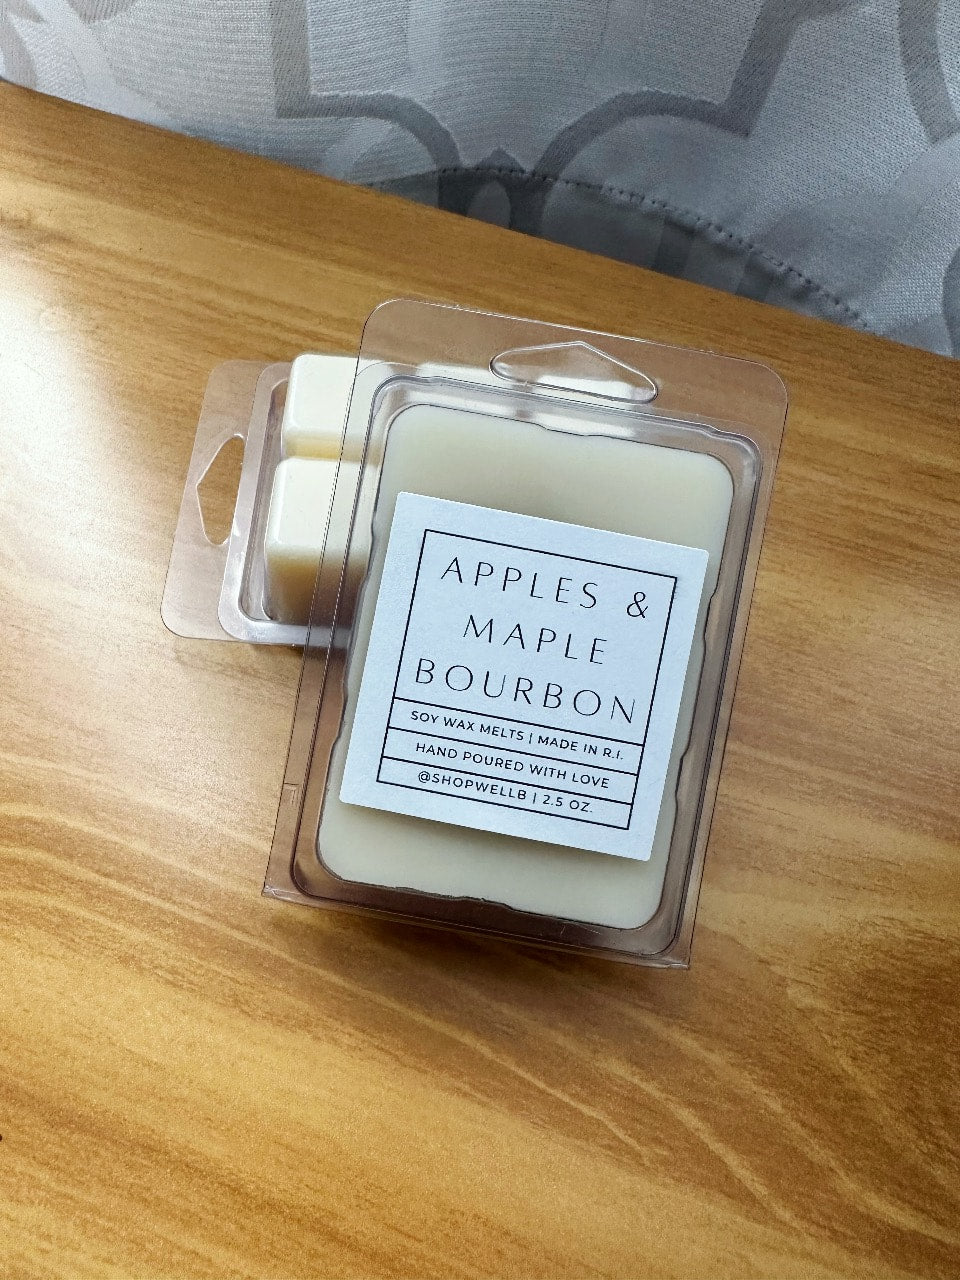 APPLES &
MAPLE
BOURBON
SOY WAX MELTS | MADE IN R.I.
HAND POURED WITH LOVE
@SHOPWELLB | 2.5 OZ.